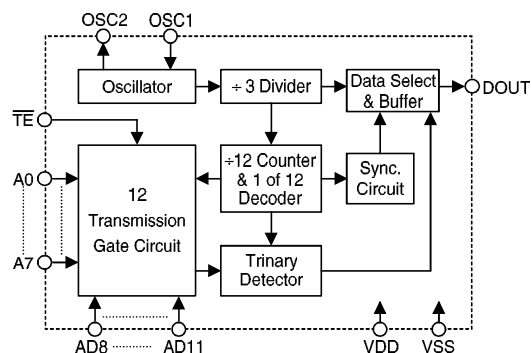 OSC2 OSC1
Oscillator
÷ 3 Divider
Data Select
& Buffer
DOUT
TE
A0
A7
12
Transmission
Gate Circuit
÷12 Counter
& 1 of 12
Decoder
Sync.
Circuit
Trinary
Detector
AD8 AD11 VDD VSS